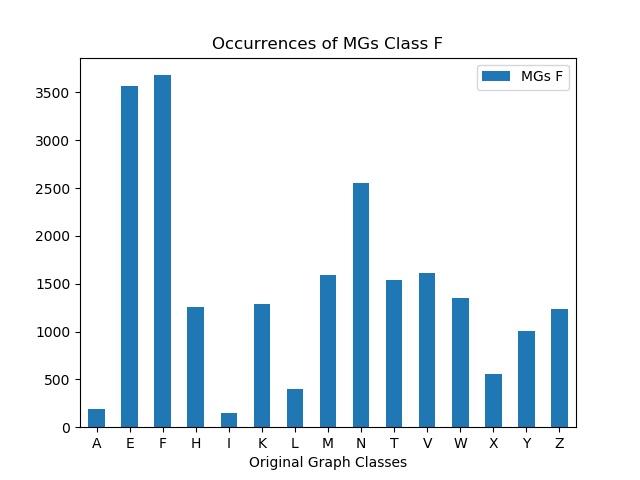 Occurrences of MGs Class F
MGs F
3500
3000
2500
2000
1500
1000
500
0
A E F H I K L M N T V W X Y Z
Original Graph Classes